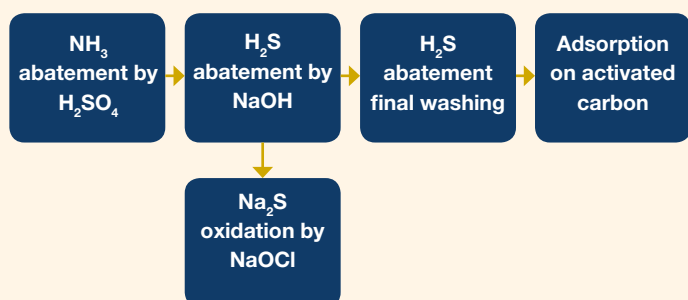 NH₃
abatement by
H₂SO₄
H₂S
abatement by
NaOH
H₂S
abatement
final washing
Adsorption
on activated
carbon
Na₂S
oxidation by
NaOCl